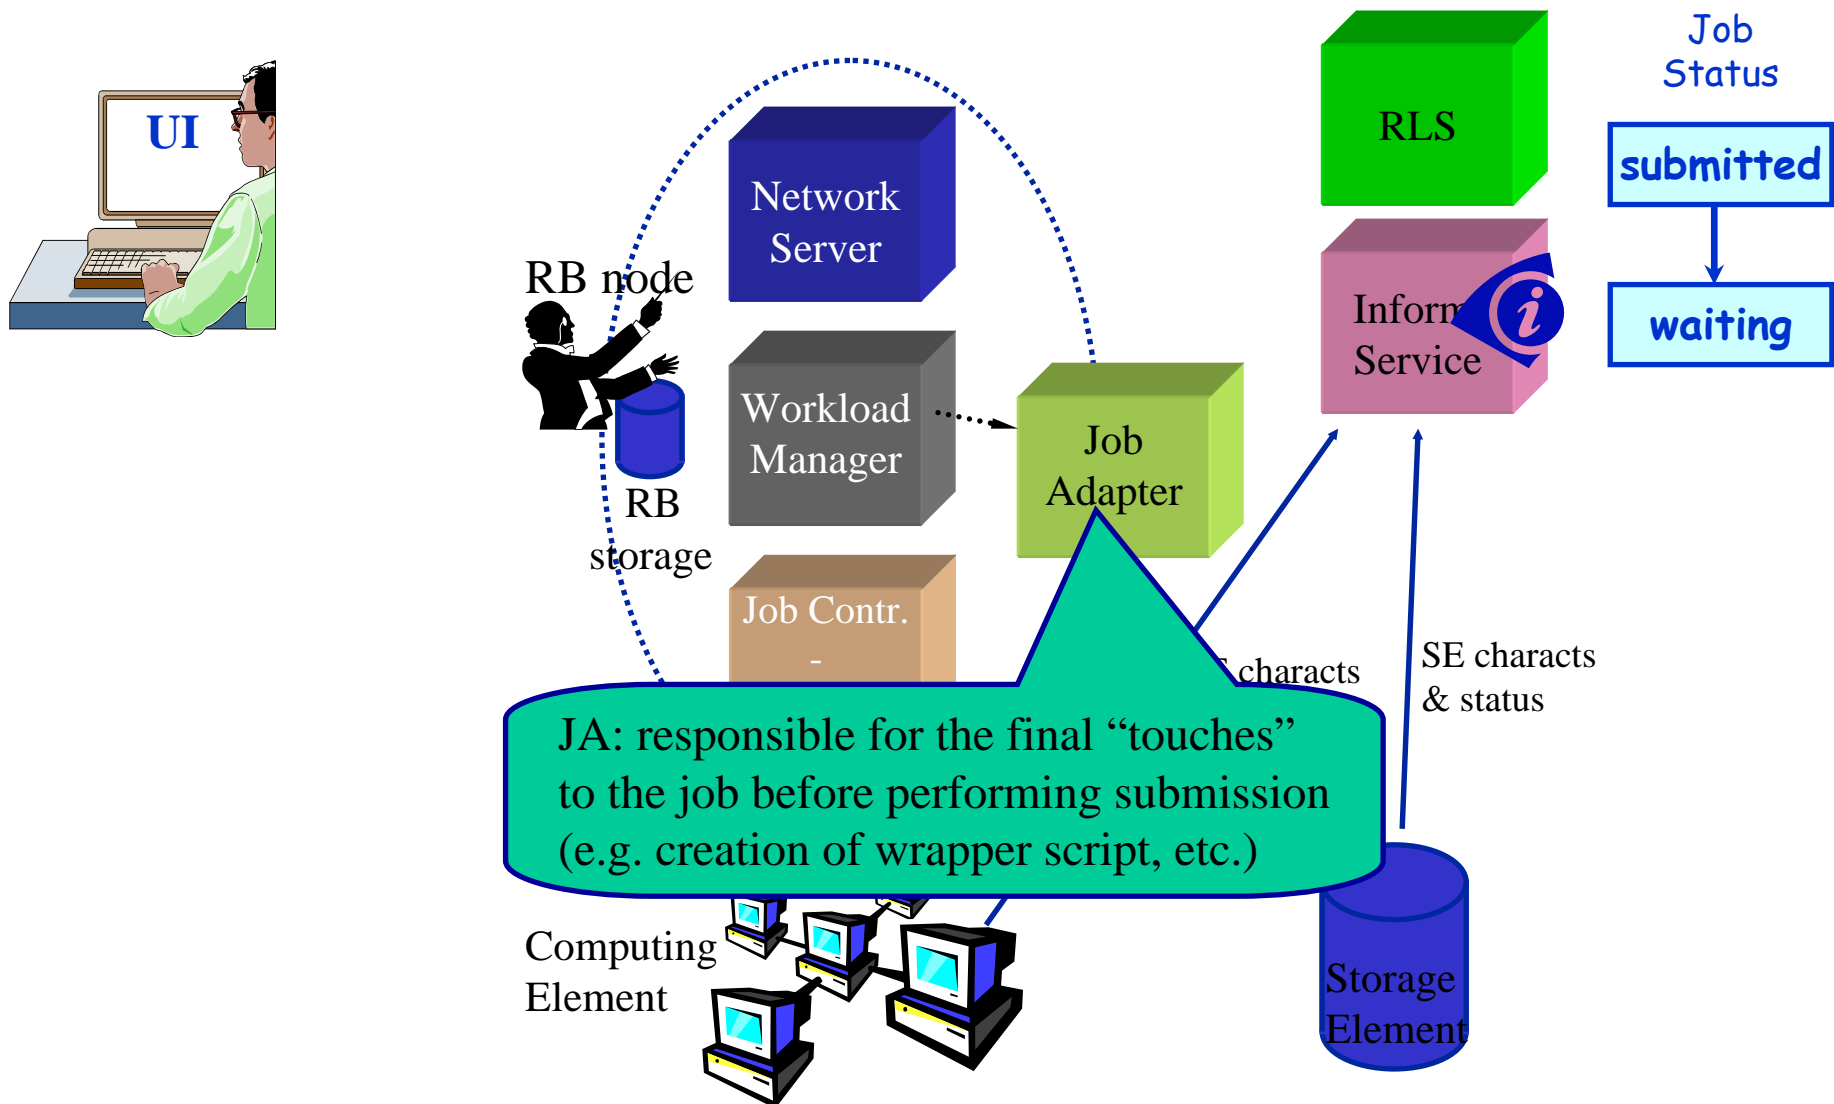 UI
RB node
Network
Server
Workload
Manager
RB
storage
Job Contr.
-
Job
Adapter
RLS
Service
Job
Status
submitted
waiting
characts
SE characts
& status
JA: responsible for the final “touches”
to the job before performing submission
(e.g. creation of wrapper script, etc.)
Computing
Element
Storage
Element